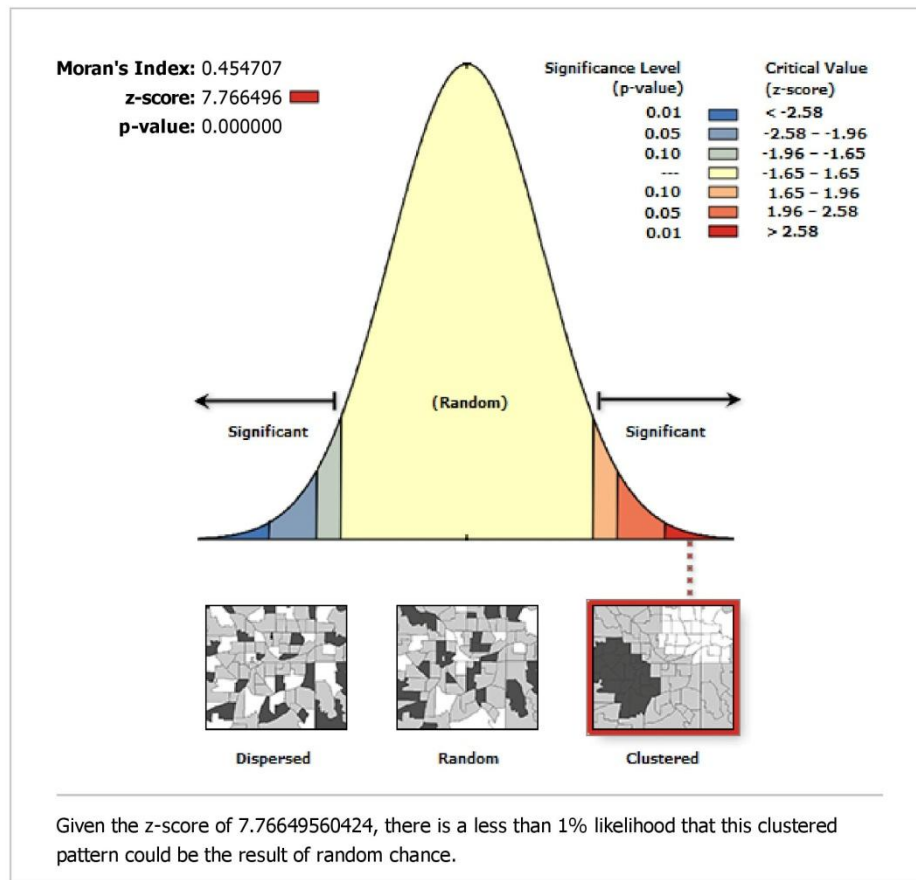 Moran's Index: 0.454707
z-score: 7.766496
p-value: 0.000000
Significance Level
(p-value)
Critical Value
(z-score)
0.01 < -2.58
0.05 -2.58 – -1.96
0.10 -1.96 – -1.65
--- -1.65 – 1.65
0.10 1.65 – 1.96
0.05 1.96 – 2.58
0.01 > 2.58
(Random)
Significant
Significant
Dispersed
Random
Clustered
Given the z-score of 7.76649560424, there is a less than 1% likelihood that this clustered
pattern could be the result of random chance.